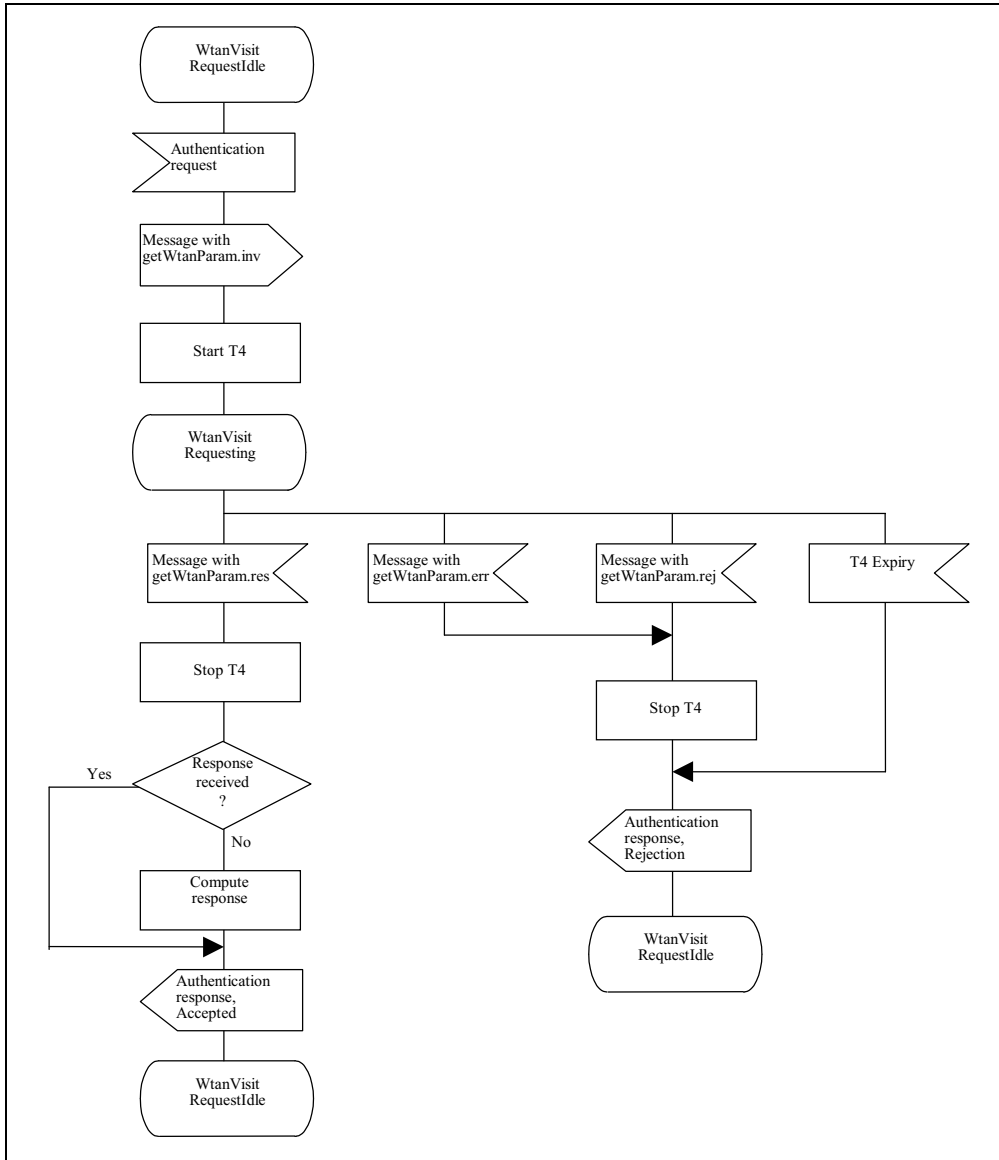 WtanVisit
RequestIdle
Authentication
request
Message with
getWtanParam.inv
Start T4
WtanVisit
Requesting
Message with
getWtanParam.res
Message with
getWtanParam.err
Message with
getWtanParam.rej
T4 Expiry
Stop T4
Stop T4
Yes
Response
received
?
No
Authentication
response,
Rejection
Compute
response
WtanVisit
RequestIdle
Authentication
response,
Accepted
WtanVisit
RequestIdle